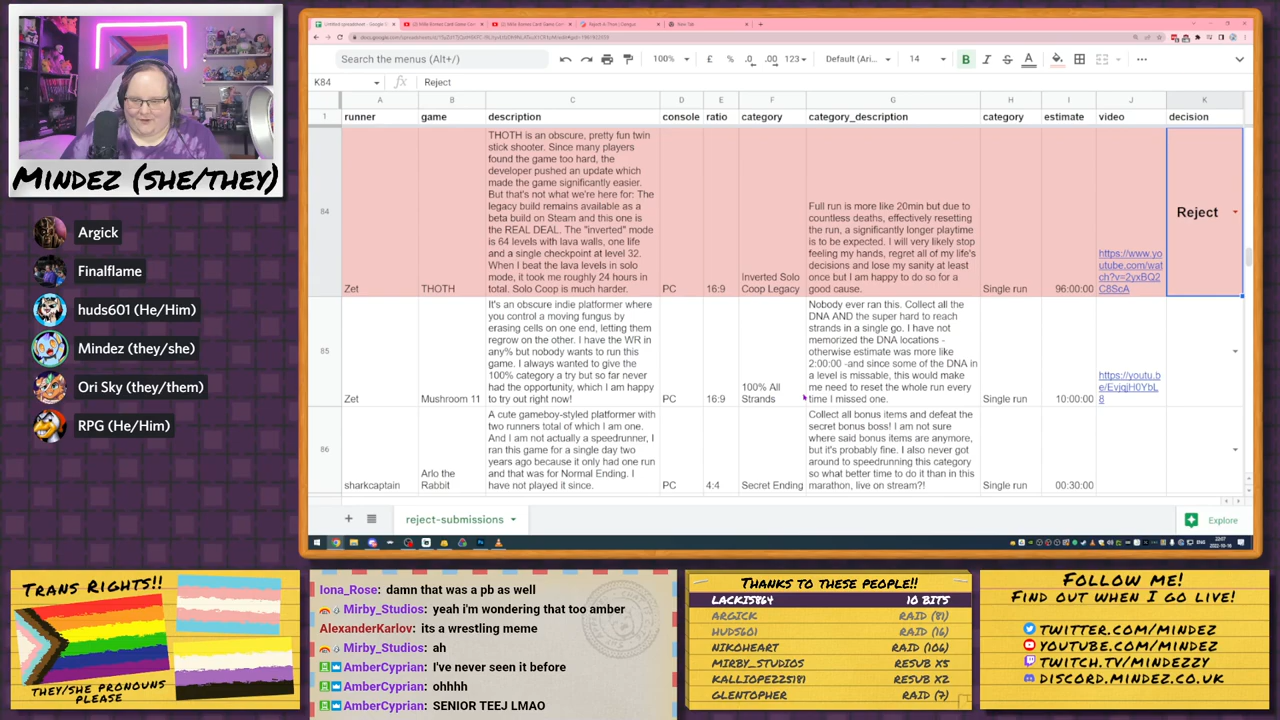 MINDEZ (SHE/THEY)
Argick
Finalflame
huds601 (He/Him)
Mindez (they/she)
Ori Sky (they/them)
RPG (He/Him)
Search the menus (Alt+/)
100%
£ % .0 .00 123
Default (Ari...
14
B I S A
K84
Reject
A B C D E F G H I J K
1 runner game description console ratio category category_description category estimate video decision
84
Zet
THOTH
THOTH is an obscure, pretty fun twin
stick shooter. Since many players
found the game too hard, the
developer pushed an update which
made the game significantly easier.
But that's not what we're here for: The
legacy build remains available as a
beta build on Steam and this one is
the REAL DEAL. The "inverted" mode
is 64 levels with lava walls, one life
and a single checkpoint at level 32.
When I beat the lava levels in solo
mode, it took me roughly 24 hours in
total. Solo Coop is much harder.
PC
16:9
Inverted Solo
Coop Legacy
Full run is more like 20min but due to
countless deaths, effectively resetting
the run, a significantly longer playtime
is to be expected. I will very likely stop
feeling my hands, regret all of my life's
decisions and lose my sanity at least
once but I am happy to do so for a
good cause.
Single run
96:00:00
https://www.yo
utube.com/wat
ch?v=2yxBQ2
C8ScA
Reject
85
Zet
Mushroom 11
It's an obscure indie platformer where
you control a moving fungus by
erasing cells on one end, letting them
regrow on the other. I have the WR in
any% but nobody wants to run this
game. I always wanted to give the
100% category a try but so far never
had the opportunity, which I am happy
to try out right now!
PC
16:9
100% All
Strands
Nobody ever ran this. Collect all the
DNA AND the super hard to reach
strands in a single go. I have not
memorized the DNA locations -
otherwise estimate was more like
2:00:00 -and since some of the DNA in
a level is missable, this would make
me need to reset the whole run every
time I missed one.
Single run
10:00:00
https://youtu.b
e/EvjqjH0YbL
8
86
sharkcaptain
Arlo the
Rabbit
A cute gameboy-styled platformer with
two runners total of which I am one.
And I am not actually a speedrunner, I
ran this game for a single day two
years ago because it only had one run
and that was for Normal Ending. I
have not played it since.
PC
4:4
Secret Ending
Collect all bonus items and defeat the
secret bonus boss! I am not sure
where said bonus items are anymore,
but it's probably fine. I also never got
around to speedrunning this category
so what better time to do it than in this
marathon, live on stream?!
Single run
00:30:00
reject-submissions
Explore
TRANS RIGHTS!!
THEY/SHE PRONOUNS
PLEASE
Iona_Rose: damn that was a pb as well
Mirby_Studios: yeah i'm wondering that too amber
AlexanderKarlov: its a wrestling meme
Mirby_Studios: ah
AmberCyprian: I've never seen it before
AmberCyprian: ohhhh
AmberCyprian: SENIOR TEEJ LMAO
THANKS TO THESE PEOPLE!!
LACKIS864 10 BITS
ARGICK RAID (81)
HUDS601 RAID (16)
NIKOHEART RAID (106)
MIRBY_STUDIOS RESUB X5
KALLIOPE225181 RESUB X2
GLENTOPHER RAID (7)
FOLLOW ME!
FIND OUT WHEN I GO LIVE!
TWITTER.COM/MINDEZ
YOUTUBE.COM/MINDEZ
TWITCH.TV/MINDEZZY
DISCORD.MINDEZ.CO.UK